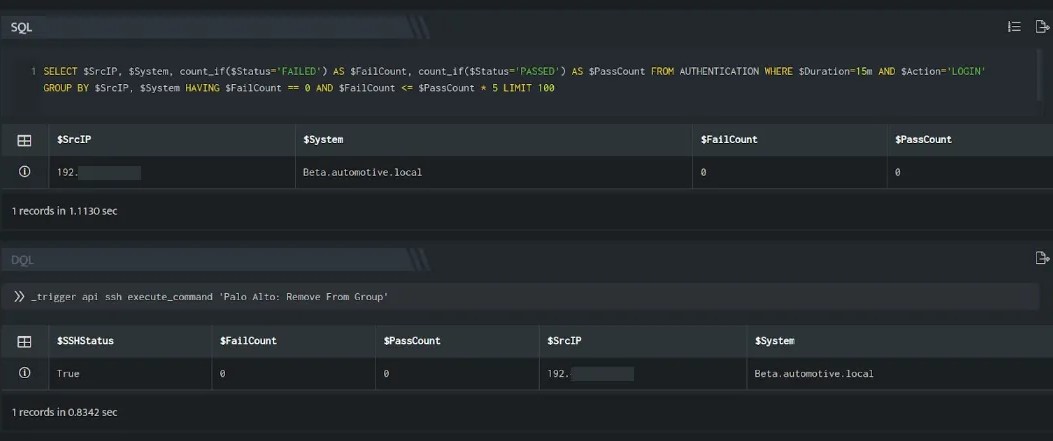 SQL
1 SELECT $SrcIP, $System, count_if($Status='FAILED') AS $FailCount, count_if($Status='PASSED') AS $PassCount FROM AUTHENTICATION WHERE $Duration=15m AND $Action='LOGIN'
GROUP BY $SrcIP, $System HAVING $FailCount == 0 AND $FailCount <= $PassCount * 5 LIMIT 100
$SrcIP $System $FailCount $PassCount
192. Beta.automotive.local 0 0
1 records in 1.1130 sec
DQL
_trigger api ssh execute_command 'Palo Alto: Remove From Group'
$SSHStatus $FailCount $PassCount $SrcIP $System
True 0 0 192. Beta.automotive.local
1 records in 0.8342 sec